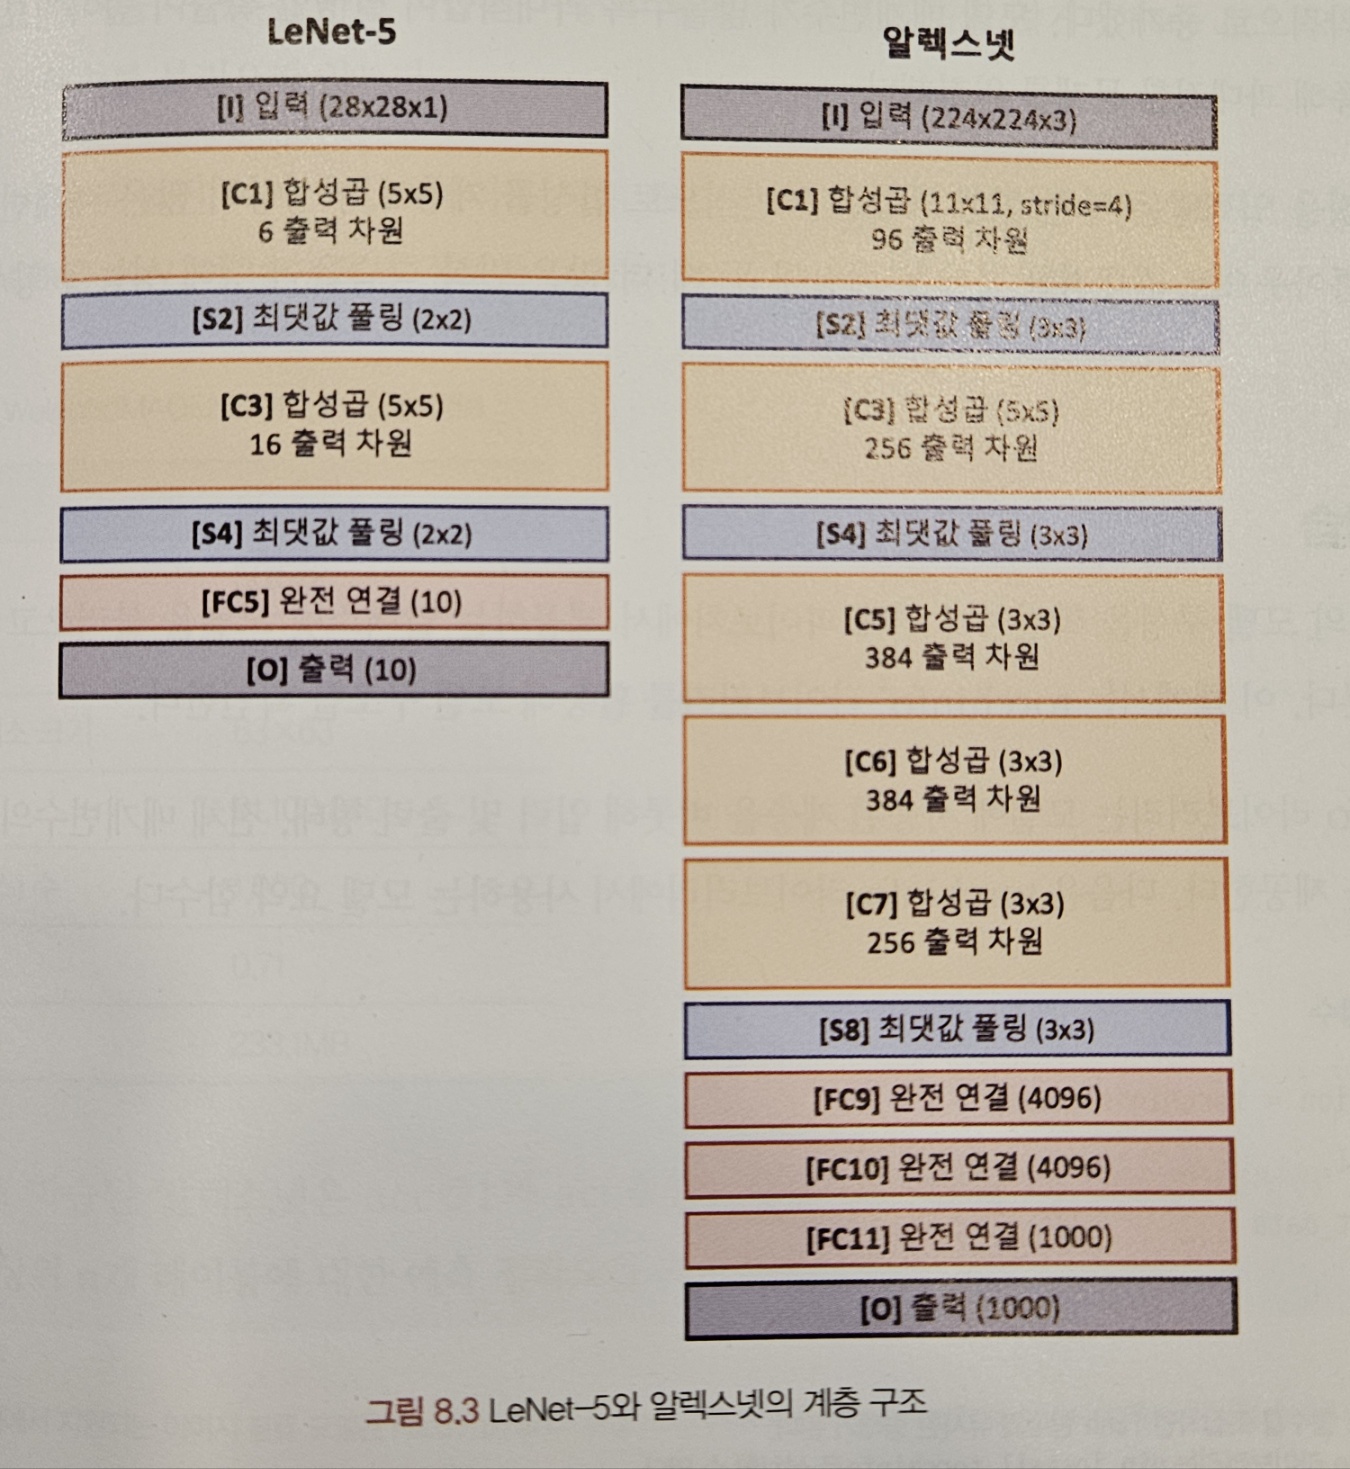 LeNet-5
[I] 입력 (28x28x1)
[C1] 합성곱 (5x5)
6 출력 차원
[S2] 최댓값 풀링 (2x2)
[C3] 합성곱 (5x5)
16 출력 차원
[S4] 최댓값 풀링 (2x2)
[FC5] 완전 연결 (10)
[O] 출력 (10)
알렉스넷
[I] 입력 (224x224x3)
[C1] 합성곱 (11x11, stride=4)
96 출력 차원
[S2] 최댓값 풀링 (3x3)
[C3] 합성곱 (5x5)
256 출력 차원
[S4] 최댓값 풀링 (3x3)
[C5] 합성곱 (3x3)
384 출력 차원
[C6] 합성곱 (3x3)
384 출력 차원
[C7] 합성곱 (3x3)
256 출력 차원
[S8] 최댓값 풀링 (3x3)
[FC9] 완전 연결 (4096)
[FC10] 완전 연결 (4096)
[FC11] 완전 연결 (1000)
[O] 출력 (1000)
그림 8.3 LeNet-5와 알렉스넷의 계층 구조